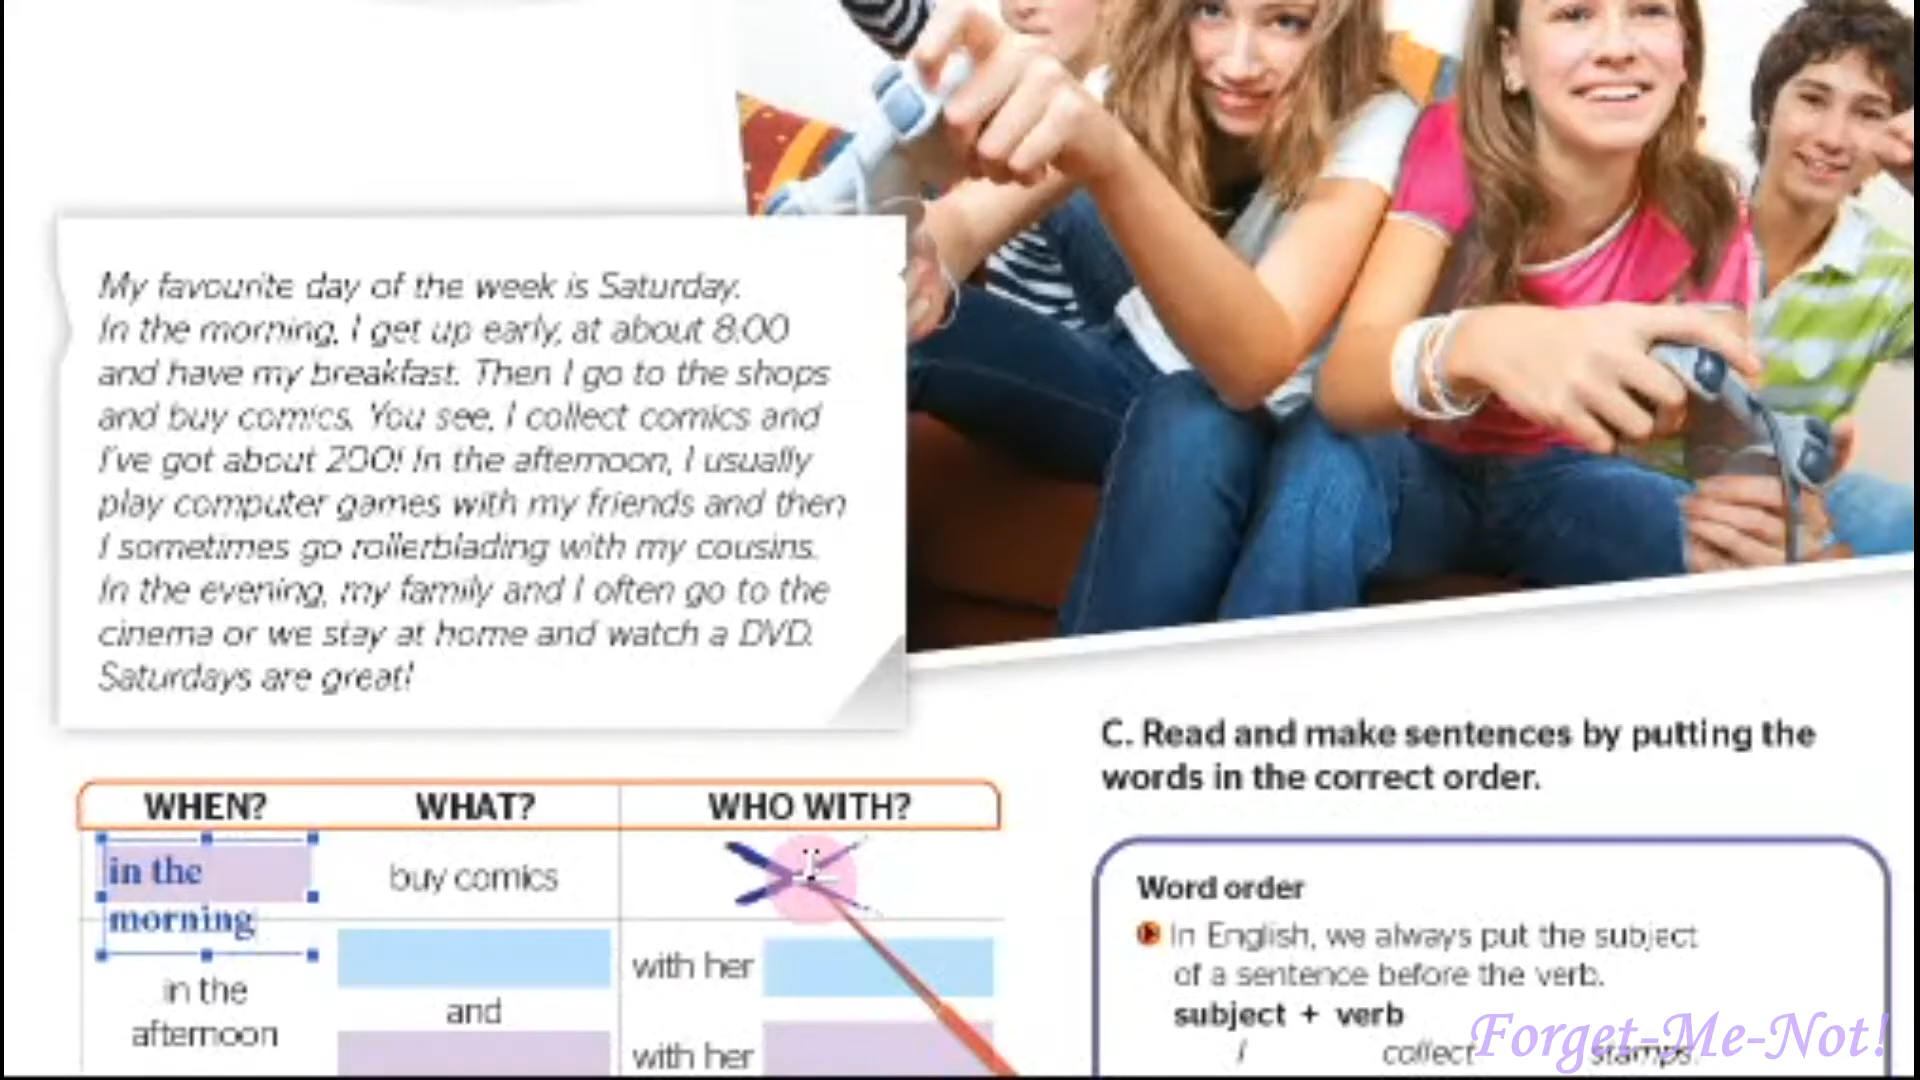 My favourite day of the week is Saturday.
In the morning, I get up early, at about 8:00
and have my breakfast. Then I go to the shops
and buy comics. You see, I collect comics and
I've got about 200! In the afternoon, I usually
play computer games with my friends and then
I sometimes go rollerblading with my cousins.
In the evening, my family and I often go to the
cinema or we stay at home and watch a DVD.
Saturdays are great!
WHEN? WHAT? WHO WITH?
in the
morning
buy comics
in the
afternoon
and
with her
with her
C. Read and make sentences by putting the
words in the correct order.
Word order
In English, we always put the subject
of a sentence before the verb.
subject + verb
I collect stamps.
Forget-Me-Not!